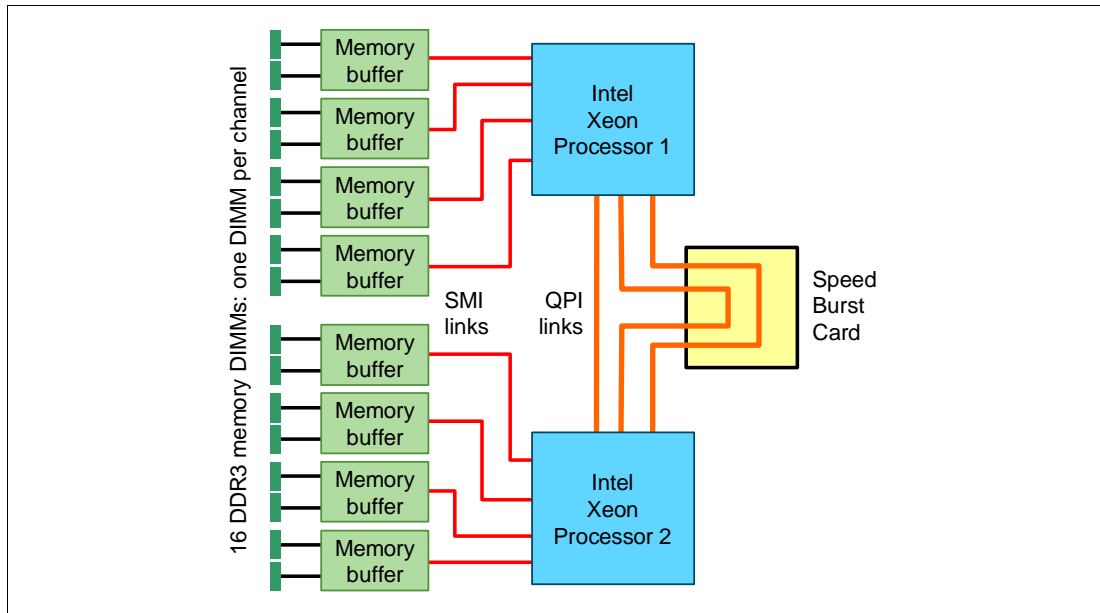 16 DDR3 memory DIMMs: one DIMM per channel
Memory
buffer
Memory
buffer
Memory
buffer
Memory
buffer
Memory
buffer
Memory
buffer
Memory
buffer
Memory
buffer
SMI
links
QPI
links
Intel
Xeon
Processor 1
Intel
Xeon
Processor 2
Speed
Burst
Card